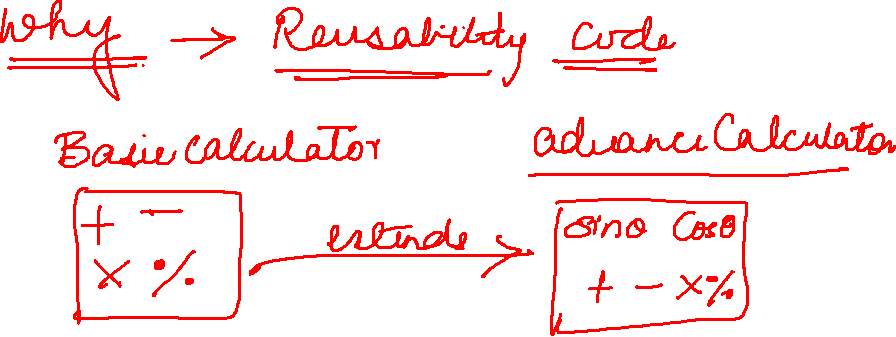 Why → Reusability code
Basic Calculator advance Calculator
+ −
× %
extends
sinθ Cosθ
+ − × %